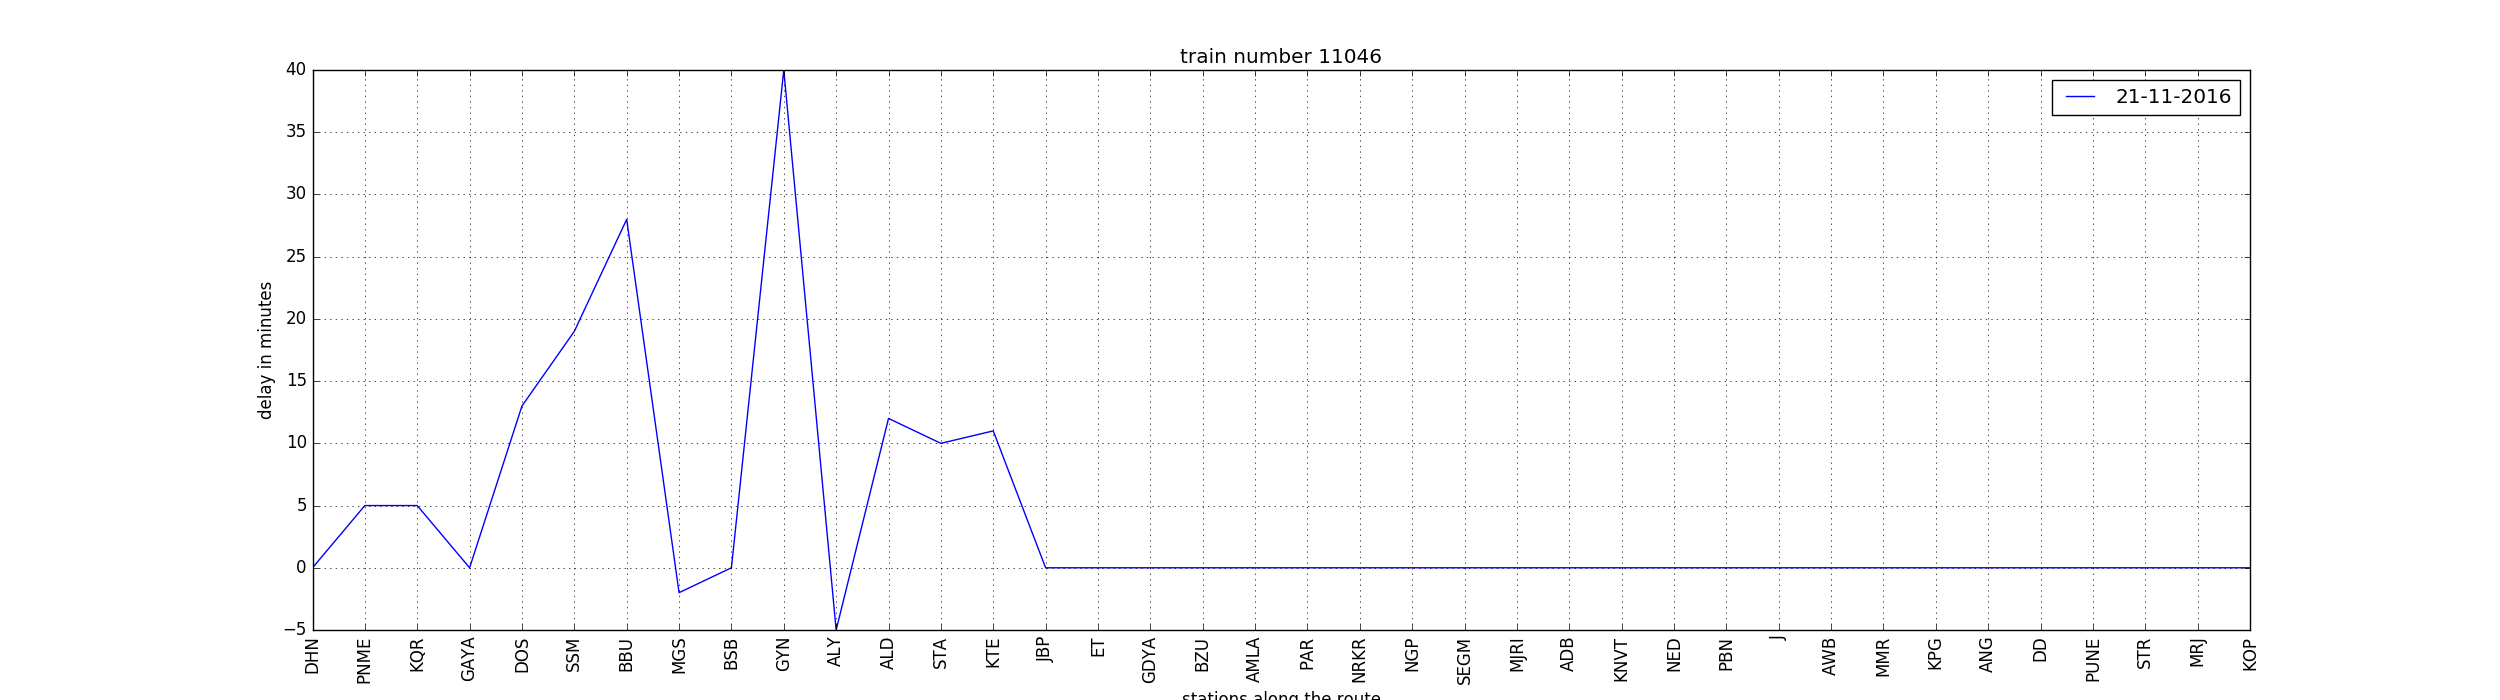 train number 11046
21-11-2016
delay in minutes
40
35
30
25
20
15
10
5
0
−5
DHN
PNME
KQR
GAYA
DOS
SSM
BBU
MGS
BSB
GYN
ALY
ALD
STA
KTE
JBP
ET
GDYA
BZU
AMLA
PAR
NRKR
NGP
SEGM
MJRI
ADB
KNVT
NED
PBN
J
AWB
MMR
KPG
ANG
DD
PUNE
STR
MRJ
KOP
stations along the route